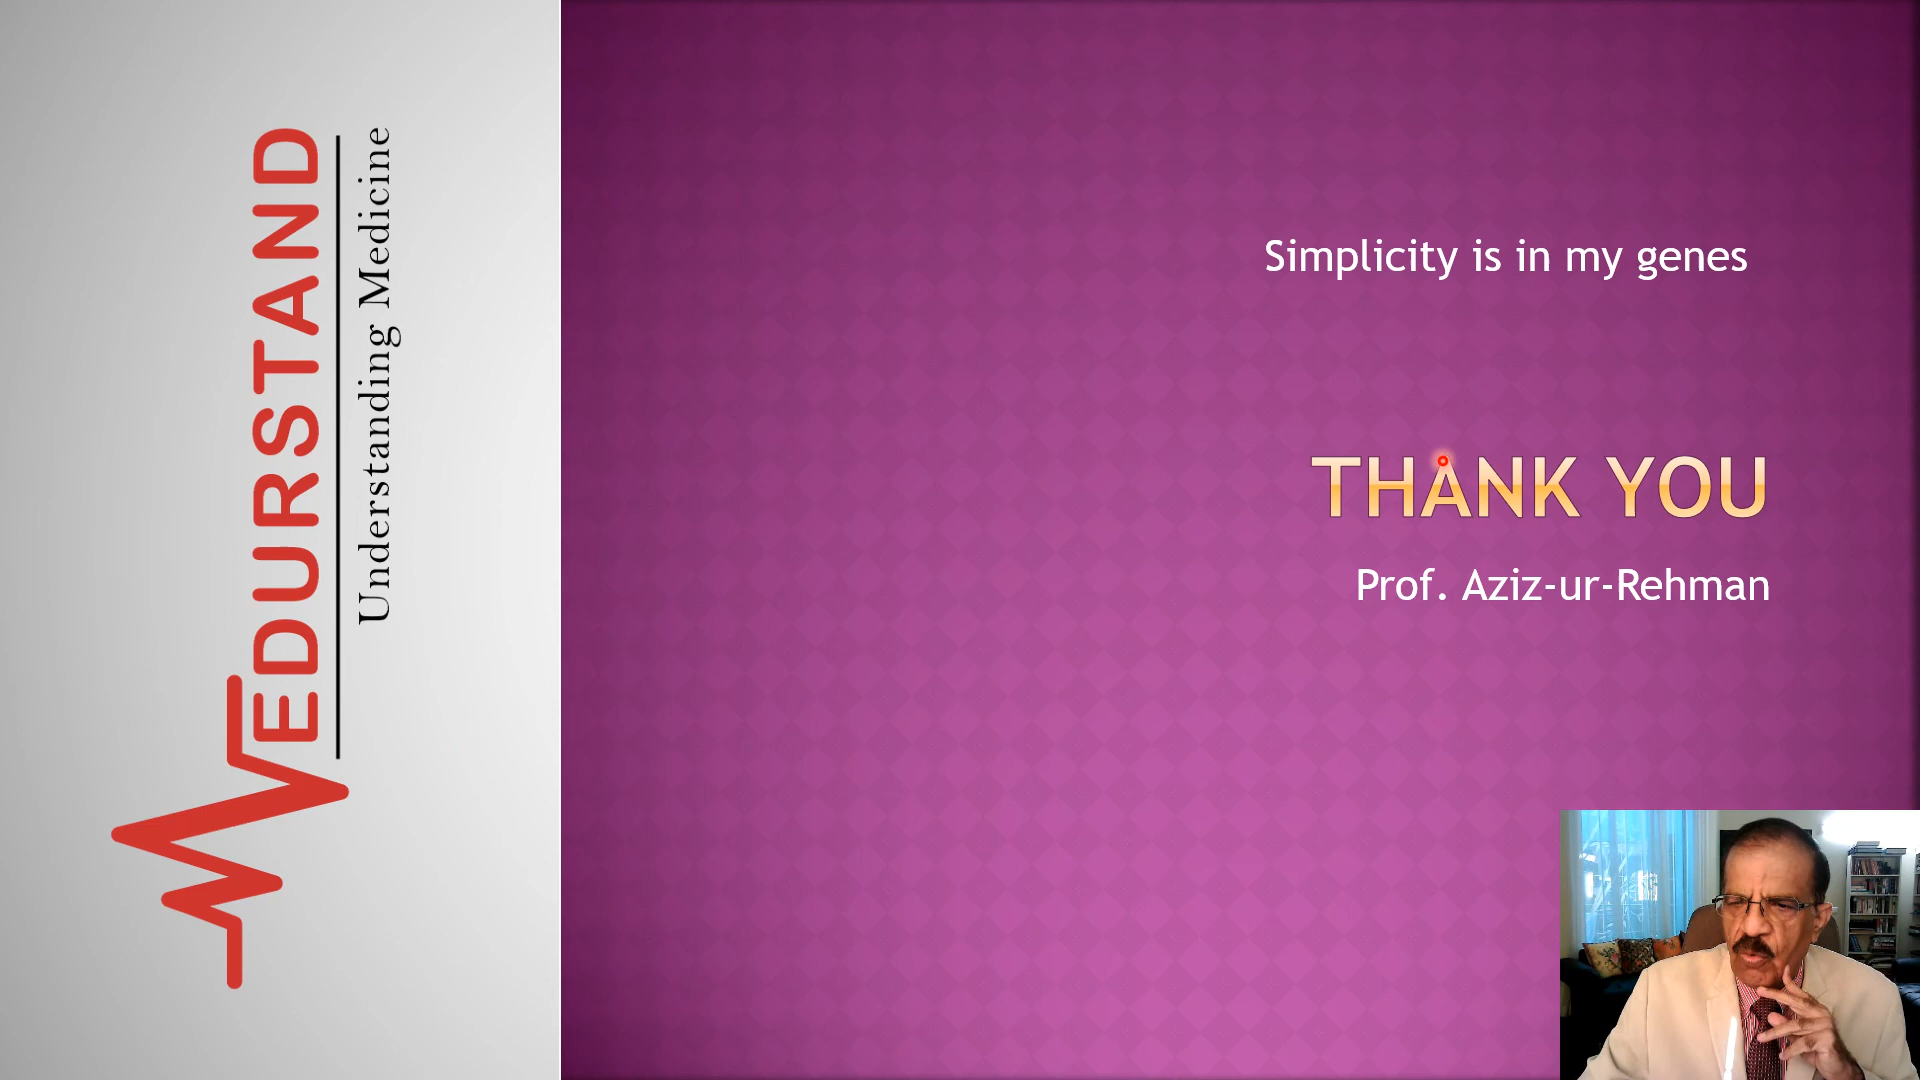 MEDURSTAND
Understanding Medicine
Simplicity is in my genes
THANK YOU
Prof. Aziz-ur-Rehman